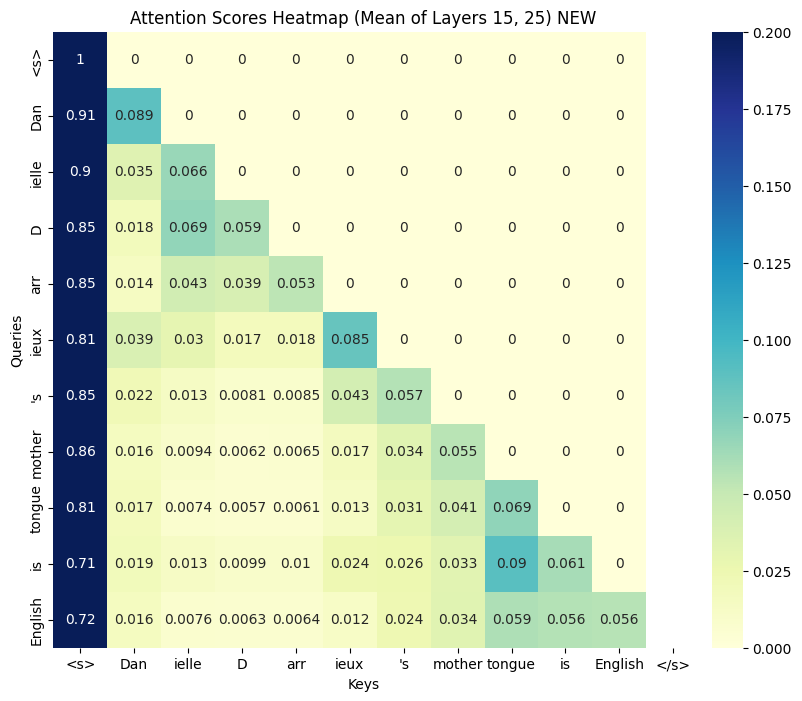 Attention Scores Heatmap (Mean of Layers 15, 25) NEW
<s> 1 0 0 0 0 0 0 0 0 0 0
Dan 0.91 0.089 0 0 0 0 0 0 0 0 0
ielle 0.9 0.035 0.066 0 0 0 0 0 0 0 0
D 0.85 0.018 0.069 0.059 0 0 0 0 0 0 0
arr 0.85 0.014 0.043 0.039 0.053 0 0 0 0 0 0
ieux 0.81 0.039 0.03 0.017 0.018 0.085 0 0 0 0 0
's 0.85 0.022 0.013 0.0081 0.0085 0.043 0.057 0 0 0 0
mother 0.86 0.016 0.0094 0.0062 0.0065 0.017 0.034 0.055 0 0 0
tongue 0.81 0.017 0.0074 0.0057 0.0061 0.013 0.031 0.041 0.069 0 0
is 0.71 0.019 0.013 0.0099 0.01 0.024 0.026 0.033 0.09 0.061 0
English 0.72 0.016 0.0076 0.0063 0.0064 0.012 0.024 0.034 0.059 0.056 0.056
<s> Dan ielle D arr ieux 's mother tongue is English </s>
Keys
Queries
0.200
0.175
0.150
0.125
0.100
0.075
0.050
0.025
0.000